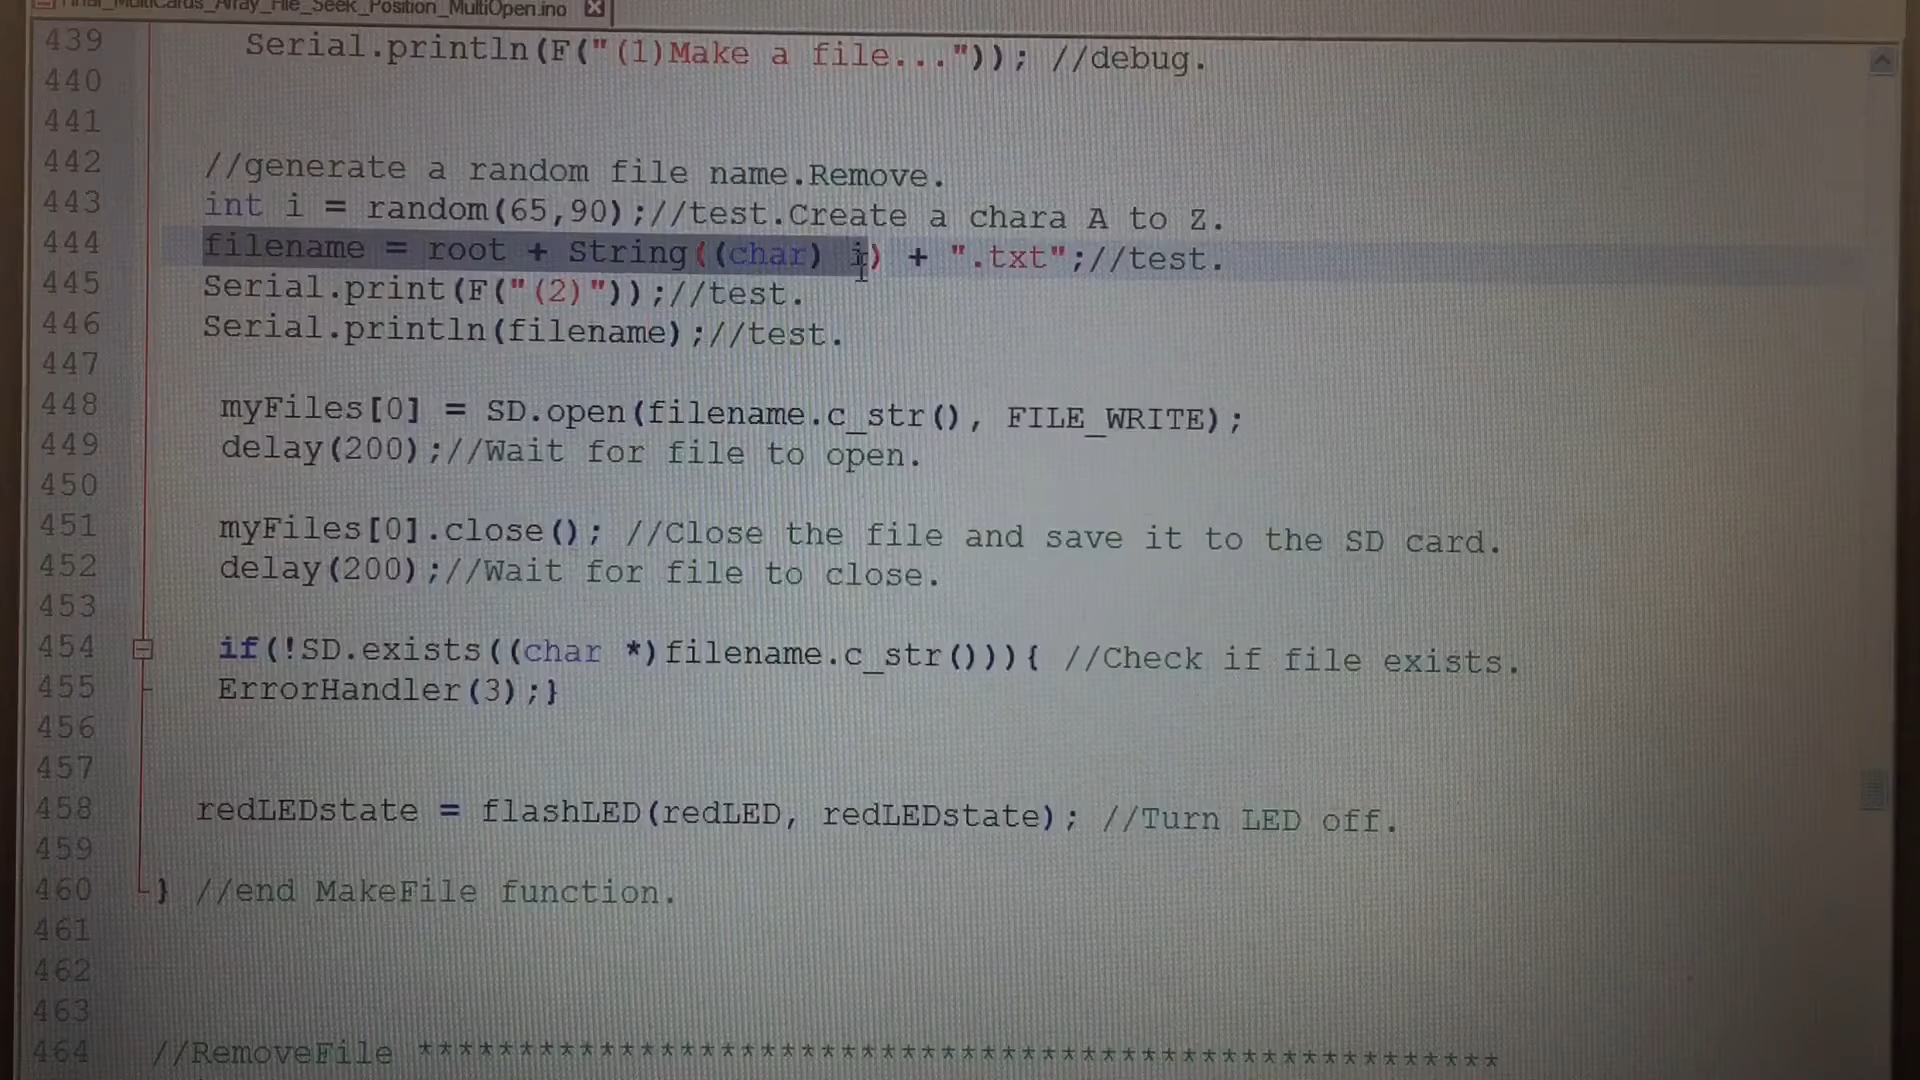 Final_MultiCards_Array_File_Seek_Position_MultiOpen.ino
439 Serial.println(F("(1)Make a file...")); //debug.
440
441
442 //generate a random file name.Remove.
443 int i = random(65,90);//test.Create a chara A to Z.
444 filename = root + String((char) i) + ".txt";//test.
445 Serial.print(F("(2)"));//test.
446 Serial.println(filename);//test.
447
448 myFiles[0] = SD.open(filename.c_str(), FILE_WRITE);
449 delay(200);//Wait for file to open.
450
451 myFiles[0].close(); //Close the file and save it to the SD card.
452 delay(200);//Wait for file to close.
453
454 if(!SD.exists((char *)filename.c_str())){ //Check if file exists.
455 ErrorHandler(3);}
456
457
458 redLEDstate = flashLED(redLED, redLEDstate); //Turn LED off.
459
460 } //end MakeFile function.
461
462
463
464 //RemoveFile ******************************************************